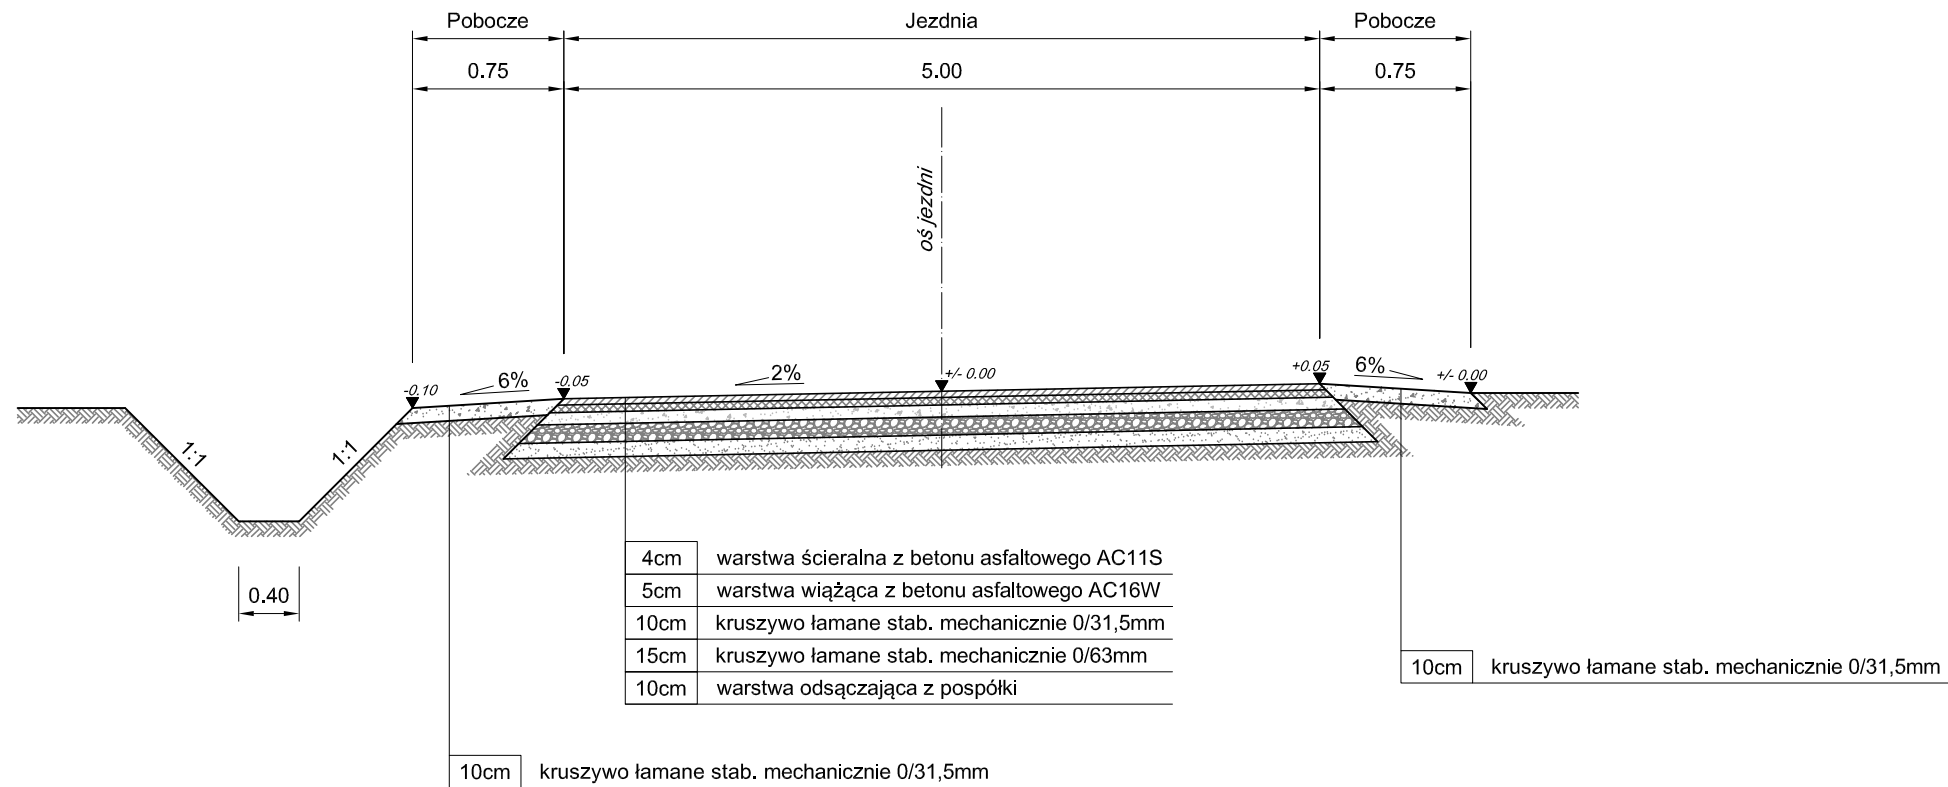 Pobocze Jezdnia Pobocze
0.75 5.00 0.75
oś jezdni
-0.10 6% -0.05 2% +/- 0.00 +0.05 6% +/- 0.00
1:1 1:1
0.40
4cm warstwa ścieralna z betonu asfaltowego AC11S
5cm warstwa wiążąca z betonu asfaltowego AC16W
10cm kruszywo łamane stab. mechanicznie 0/31,5mm
15cm kruszywo łamane stab. mechanicznie 0/63mm
10cm warstwa odsączająca z pospółki
10cm kruszywo łamane stab. mechanicznie 0/31,5mm
10cm kruszywo łamane stab. mechanicznie 0/31,5mm